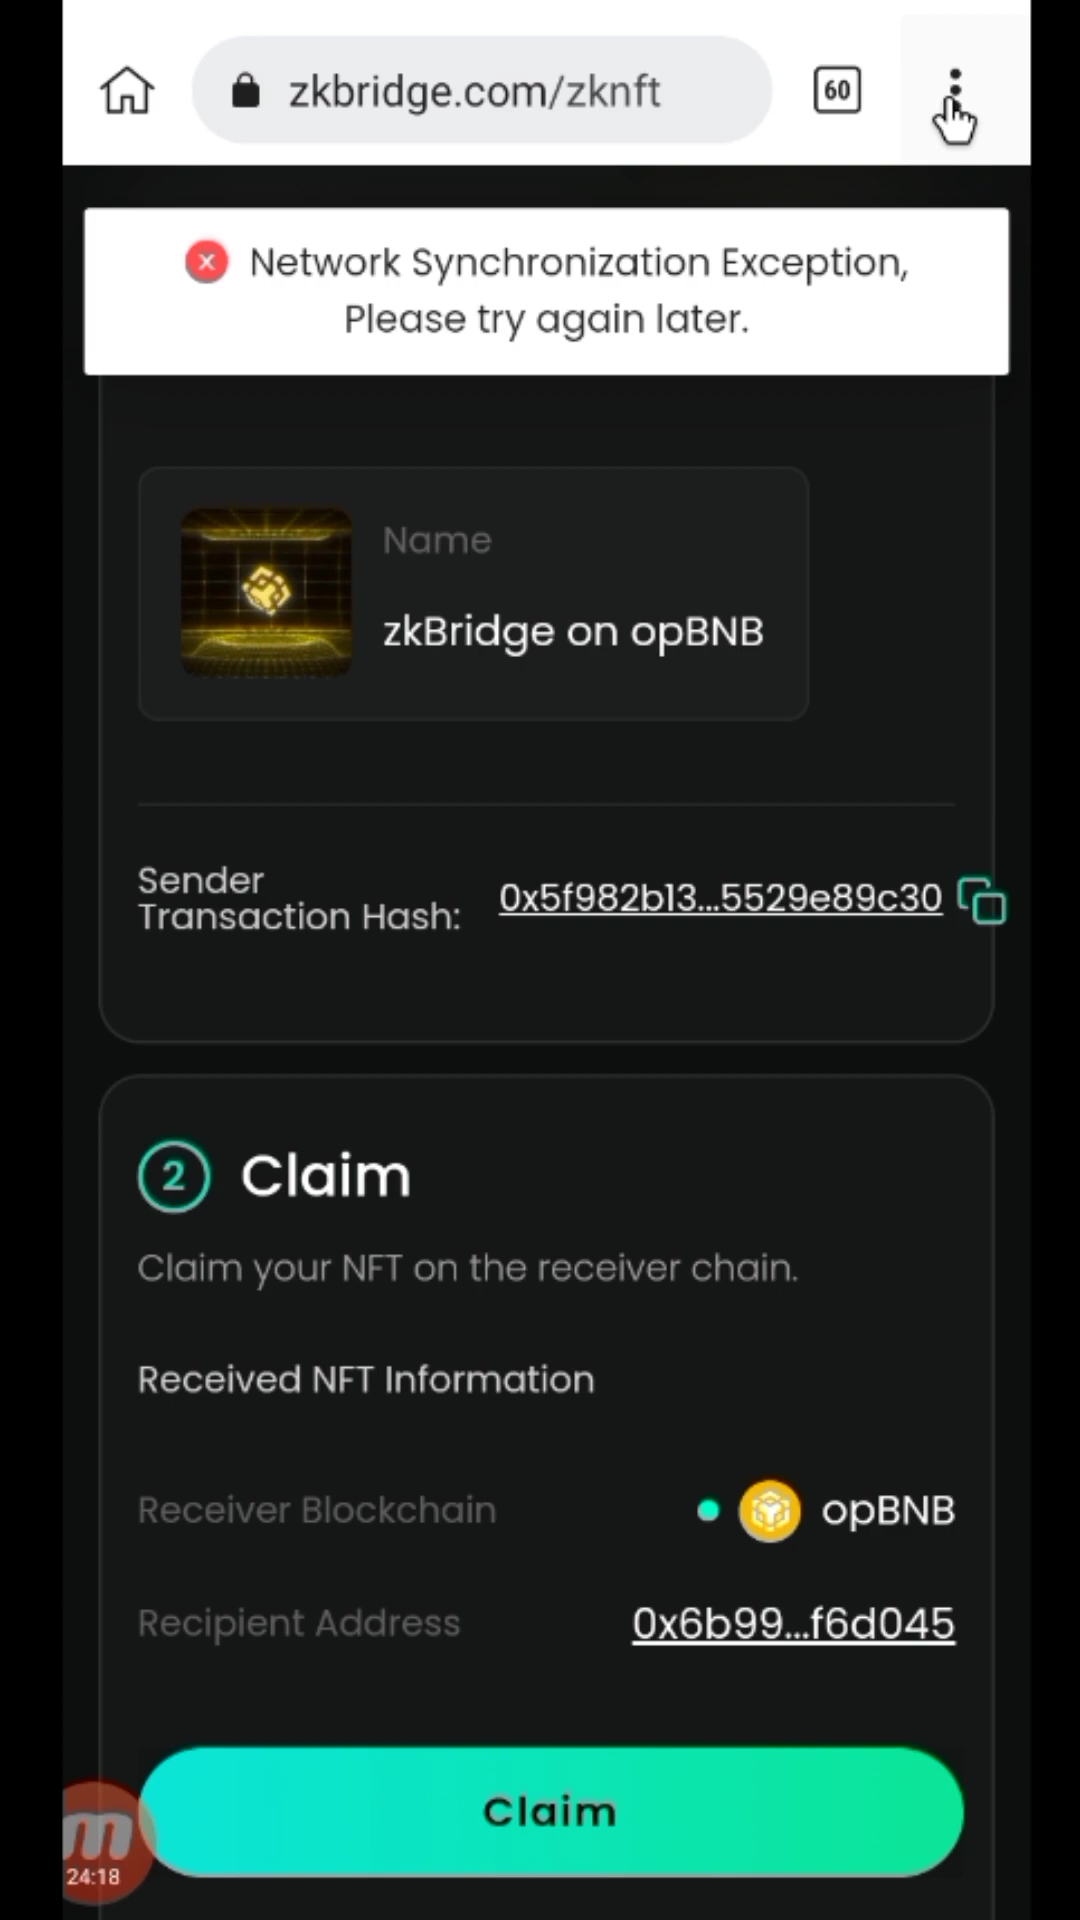 zkbridge.com/zknft
60
Network Synchronization Exception,
Please try again later.
Name
zkBridge on opBNB
Sender
Transaction Hash:
0x5f982b13...5529e89c30
2
Claim
Claim your NFT on the receiver chain.
Received NFT Information
Receiver Blockchain
opBNB
Recipient Address
0x6b99...f6d045
Claim
m
24:18